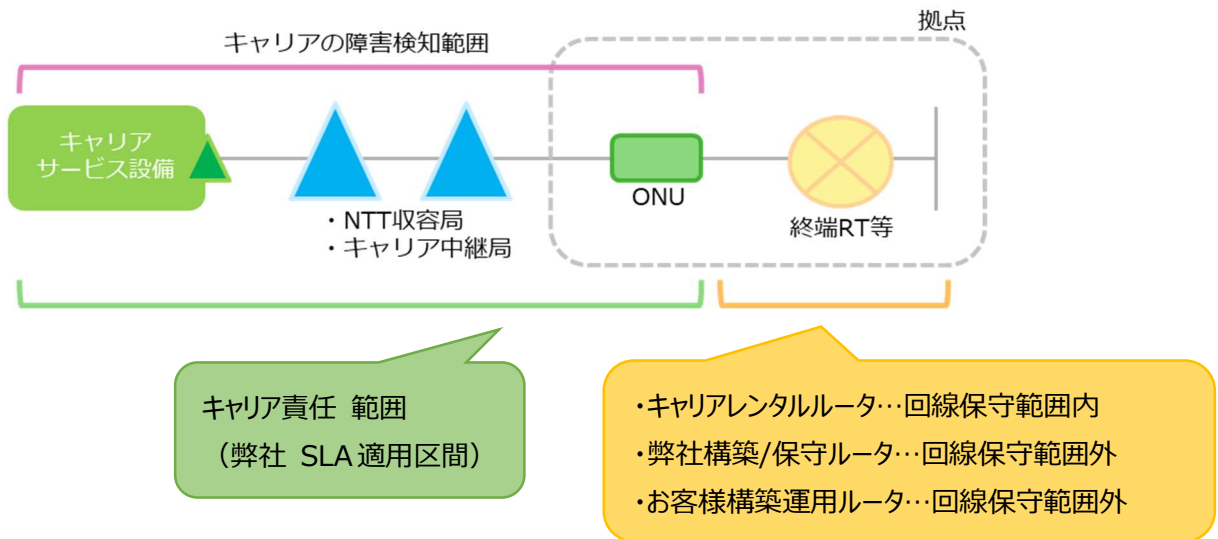 拠点
キャリアの障害検知範囲
キャリア
サービス設備
ONU
・NTT収容局
・キャリア中継局
終端RT等
キャリア責任 範囲
（弊社 SLA適用区間）
・キャリアレンタルルータ…回線保守範囲内
・弊社構築/保守ルータ…回線保守範囲外
・お客様構築運用ルータ…回線保守範囲外